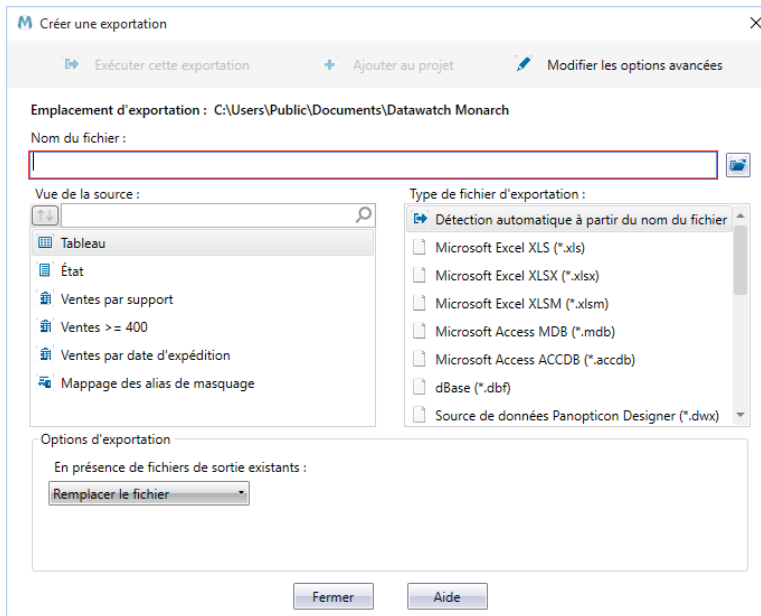 Créer une exportation
Exécuter cette exportation
Ajouter au projet
Modifier les options avancées
Emplacement d'exportation : C:\Users\Public\Documents\Datawatch Monarch
Nom du fichier :
Vue de la source :
Tableau
État
Ventes par support
Ventes >= 400
Ventes par date d'expédition
Mappage des alias de masquage
Type de fichier d'exportation :
Détection automatique à partir du nom du fichier
Microsoft Excel XLS (*.xls)
Microsoft Excel XLSX (*.xlsx)
Microsoft Excel XLSM (*.xlsm)
Microsoft Access MDB (*.mdb)
Microsoft Access ACCDB (*.accdb)
dBase (*.dbf)
Source de données Panopticon Designer (*.dwx)
Options d'exportation
En présence de fichiers de sortie existants :
Remplacer le fichier
Fermer
Aide